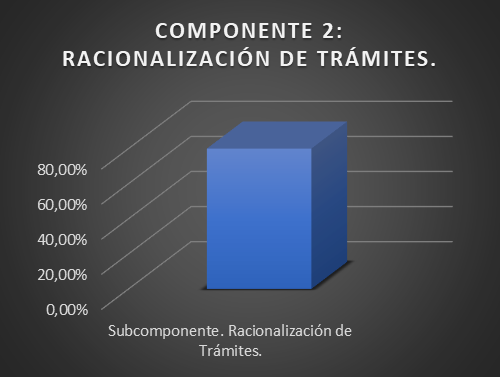 COMPONENTE 2:
RACIONALIZACIÓN DE TRÁMITES.
80,00%
60,00%
40,00%
20,00%
0,00%
Subcomponente. Racionalización de
Trámites.